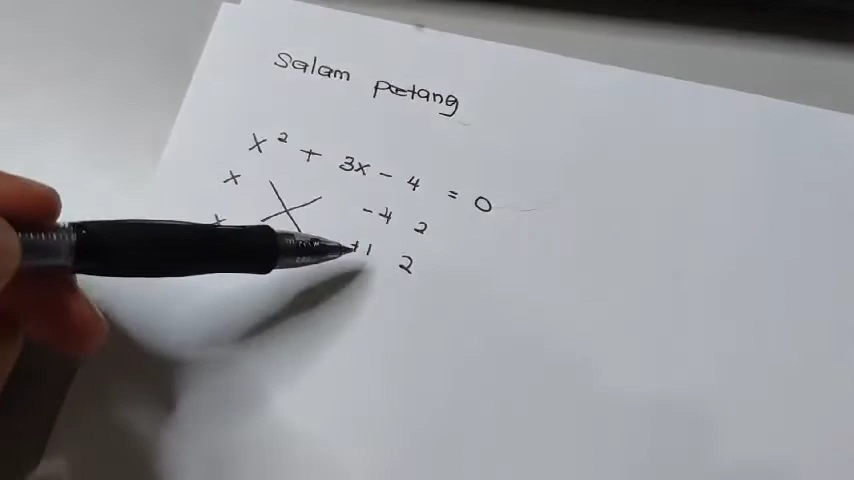 Salam petang
x² + 3x - 4 = 0
x -4 2
x +1 2